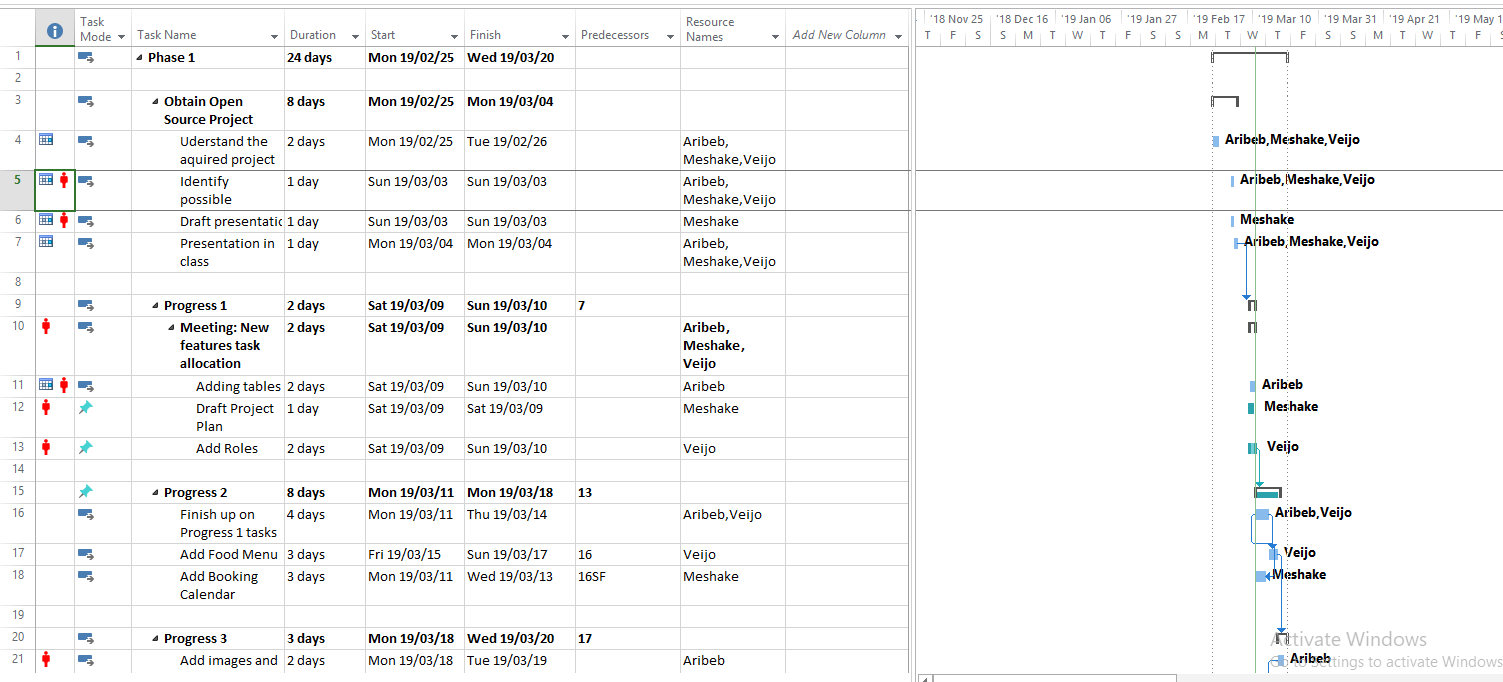 Task Mode Task Name Duration Start Finish Predecessors Resource Names Add New Column
1 Phase 1 24 days Mon 19/02/25 Wed 19/03/20
2
3 Obtain Open 8 days Mon 19/02/25 Mon 19/03/04
Source Project
4 Uderstand the 2 days Mon 19/02/25 Tue 19/02/26 Aribeb,
aquired project Meshake,Veijo
5 Identify 1 day Sun 19/03/03 Sun 19/03/03 Aribeb,
possible Meshake,Veijo
6 Draft presentatic 1 day Sun 19/03/03 Sun 19/03/03 Meshake
7 Presentation in 1 day Mon 19/03/04 Mon 19/03/04 Aribeb,
class Meshake,Veijo
8
9 Progress 1 2 days Sat 19/03/09 Sun 19/03/10 7
10 Meeting: New 2 days Sat 19/03/09 Sun 19/03/10 Aribeb,
features task Meshake,
allocation Veijo
11 Adding tables 2 days Sat 19/03/09 Sun 19/03/10 Aribeb
12 Draft Project 1 day Sat 19/03/09 Sat 19/03/09 Meshake
Plan
13 Add Roles 2 days Sat 19/03/09 Sun 19/03/10 Veijo
14
15 Progress 2 8 days Mon 19/03/11 Mon 19/03/18 13
16 Finish up on 4 days Mon 19/03/11 Thu 19/03/14 Aribeb,Veijo
Progress 1 tasks
17 Add Food Menu 3 days Fri 19/03/15 Sun 19/03/17 16 Veijo
18 Add Booking 3 days Mon 19/03/11 Wed 19/03/13 16SF Meshake
Calendar
19
20 Progress 3 3 days Mon 19/03/18 Wed 19/03/20 17
21 Add images and 2 days Mon 19/03/18 Tue 19/03/19 Aribeb
'18 Nov 25 '18 Dec 16 '19 Jan 06 '19 Jan 27 '19 Feb 17 '19 Mar 10 '19 Mar 31 '19 Apr 21 '19 May 1
T F S S M T W T F S S M T W T F S S M T W T F S
Aribeb,Meshake,Veijo
Aribeb,Meshake,Veijo
Meshake
Aribeb,Meshake,Veijo
Aribeb
Meshake
Veijo
Aribeb,Veijo
Veijo
Meshake
Aribeb
Activate Windows
Go to Settings to activate Windows